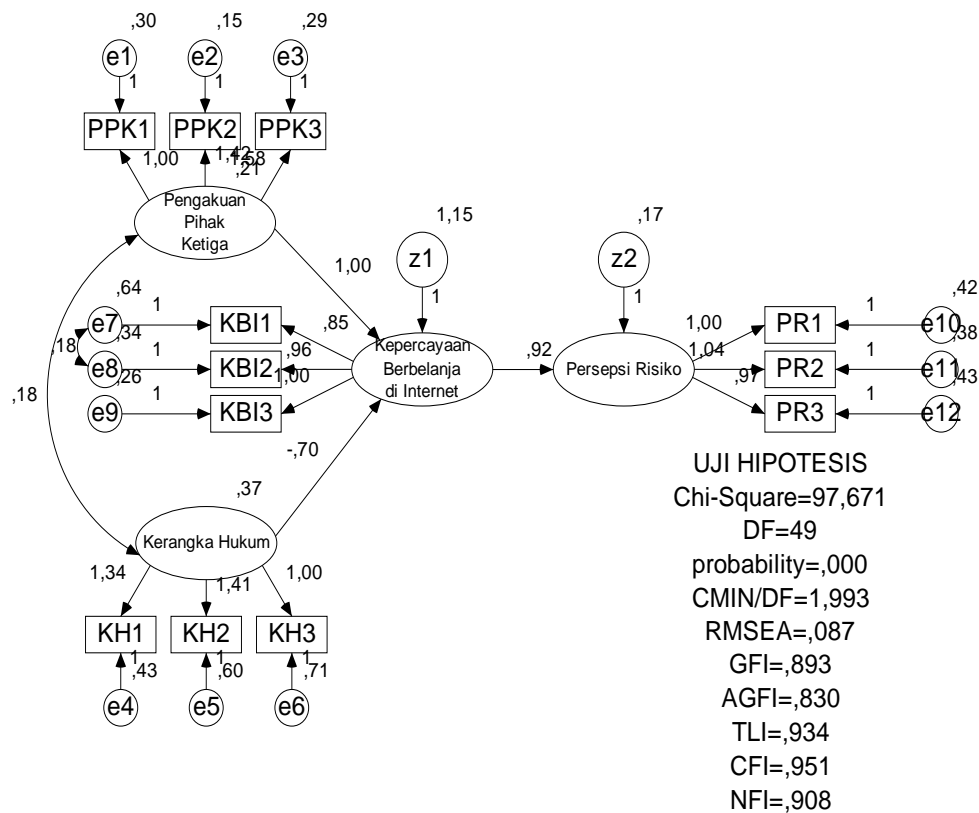 ,30
,15
,29
e1
e2
e3
1
1
1
PPK1
PPK2
PPK3
1,00
1,42
1,58
,21
Pengakuan
Pihak
Ketiga
1,15
z1
1
,17
z2
1
1,00
,64
e7
1
KBI1
,85
,18
,34
e8
1
KBI2
,96
,26
e9
1
KBI3
1,00
Kepercayaan
Berbelanja
di Internet
,92
Persepsi Risiko
1,00
PR1
1
,42
e10
1,04
PR2
1
,38
e11
,97
PR3
1
,43
e12
,18
-,70
,37
Kerangka Hukum
1,34
1,41
1,00
KH1
KH2
KH3
1
1
1
,43
,60
,71
e4
e5
e6
UJI HIPOTESIS
Chi-Square=97,671
DF=49
probability=,000
CMIN/DF=1,993
RMSEA=,087
GFI=,893
AGFI=,830
TLI=,934
CFI=,951
NFI=,908